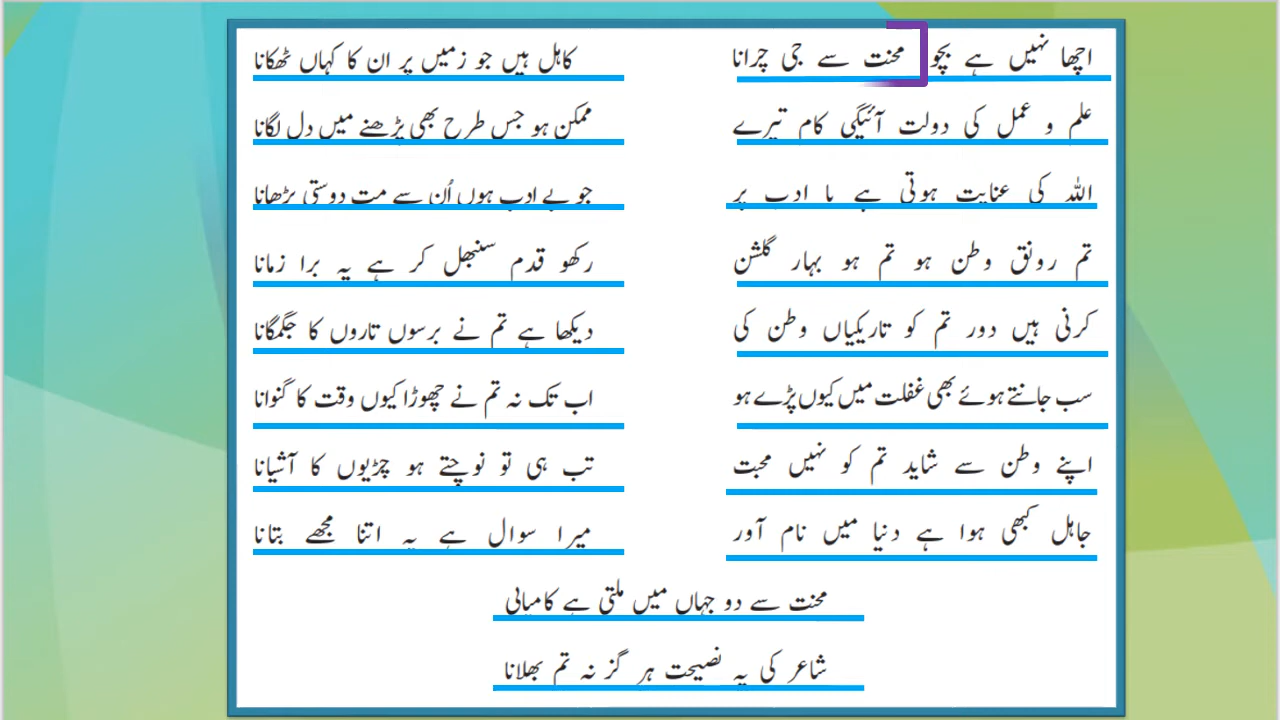 اچھا نہیں ہے بچو محنت سے جی چرانا
کاہل ہیں جو زمیں پر ان کا کہاں ٹھکانا
علم و عمل کی دولت آئیگی کام تیرے
ممکن ہو جس طرح بھی پڑھنے میں دل لگانا
اللہ کی عنایت ہوتی ہے با ادب پر
جو بے ادب ہوں اُن سے مت دوستی بڑھانا
تم رونق وطن ہو تم ہو بہار گلشن
رکھو قدم سنبھل کر ہے یہ برا زمانا
کرنی ہیں دور تم کو تاریکیاں وطن کی
دیکھا ہے تم نے برسوں تاروں کا جگمگانا
سب جانتے ہوئے بھی غفلت میں کیوں پڑے ہو
اب تک نہ تم نے چھوڑا کیوں وقت کا گنوانا
اپنے وطن سے شاید تم کو نہیں محبت
تب ہی تو نوچتے ہو چڑیوں کا آشیانا
جاہل کبھی ہوا ہے دنیا میں نام آور
میرا سوال ہے یہ اتنا مجھے بتانا
محنت سے دو جہاں میں ملتی ہے کامیابی
شاعر کی یہ نصیحت ہر گز نہ تم بھلانا